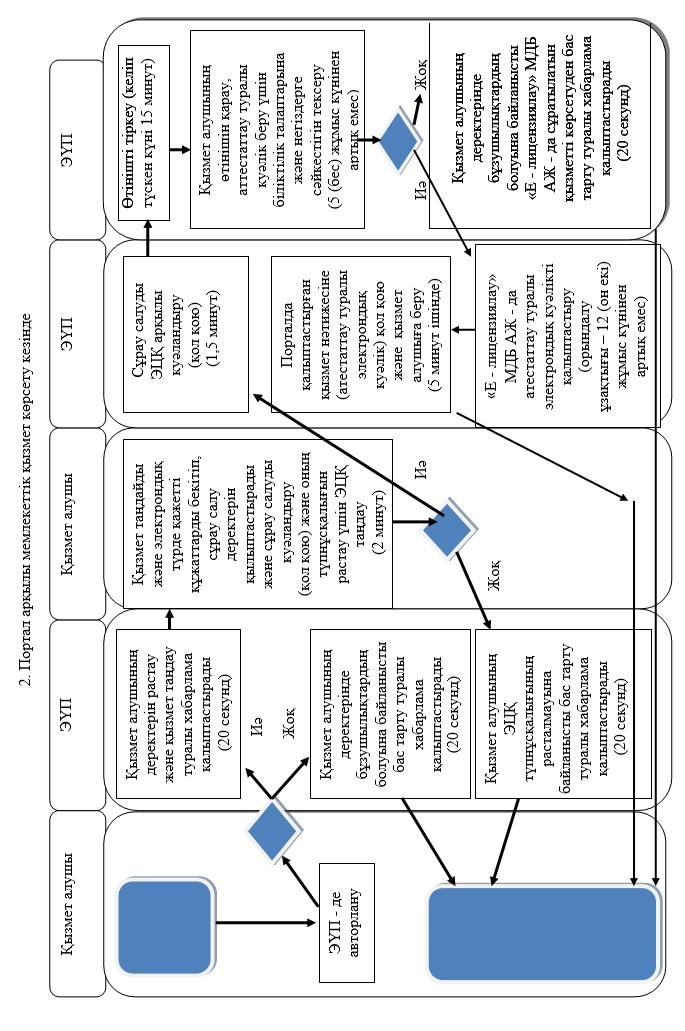 2. Портал арқылы мемлекеттік қызмет көрсету кезінде
Қызмет алушы
ЭҮП
Қызмет алушы
ЭҮП
ЭҮП
ЭҮП - де
авторлану
Қызмет алушының
деректерін растау
және қызмет таңдау
туралы хабарлама
қалыптастырады
(20 секунд)
Иә
Жоқ
Қызмет алушының
деректерінде
бұзушылықтардың
болуына байланысты
бас тарту туралы
хабарлама
қалыптастырады
(20 секунд)
Қызмет алушының
ЭЦК
түпнұсқалығының
расталмауына
байланысты бас тарту
туралы хабарлама
қалыптастырады
(20 секунд)
Қызмет таңдайды
және электрондық
түрде қажетті
құжаттарды бекітіп,
сұрау салу
деректерін
қылыптастырады
және сұрау салуды
куәландыру
(қол қою) және оның
түпнұсқалығын
растау үшін ЭЦҚ
таңдау
(2 минут)
Иә
Жоқ
Сұрау салуды
ЭЦҚ арқылы
куәландыру
(қол қою)
(1,5 минут)
Порталда
қалыптастырған
қызмет нәтижесіне
(атестаттау туралы
электрондық
куәлік) қол қою
және қызмет
алушыға беру
(5 минут ішінде)
«Е - лицензиялау»
МДБ АЖ - да
атестаттау туралы
электрондық куәлікті
қалыптастыру
(орындалу
ұзақтығы – 12 (он екі)
жұмыс күнінен
артық емес)
Өтінішті тіркеу (келіп
түскен күні 15 минут)
Қызмет алушының
өтінішін қарау,
аттестаттау туралы
куәлік беру үшін
біліктілік талаптарына
және негіздерге
сәйкестігін тексеру
(5 (бес) жұмыс күнінен
артық емес)
Иә
Жоқ
Қызмет алушының
деректерінде
бұзушылықтардың
болуына байланысты
«Е - лицензиялау» МДБ
АЖ - да сұратылатын
қызметті көрсетуден бас
тарту туралы хабарлама
қалыптастырады
(20 секунд)